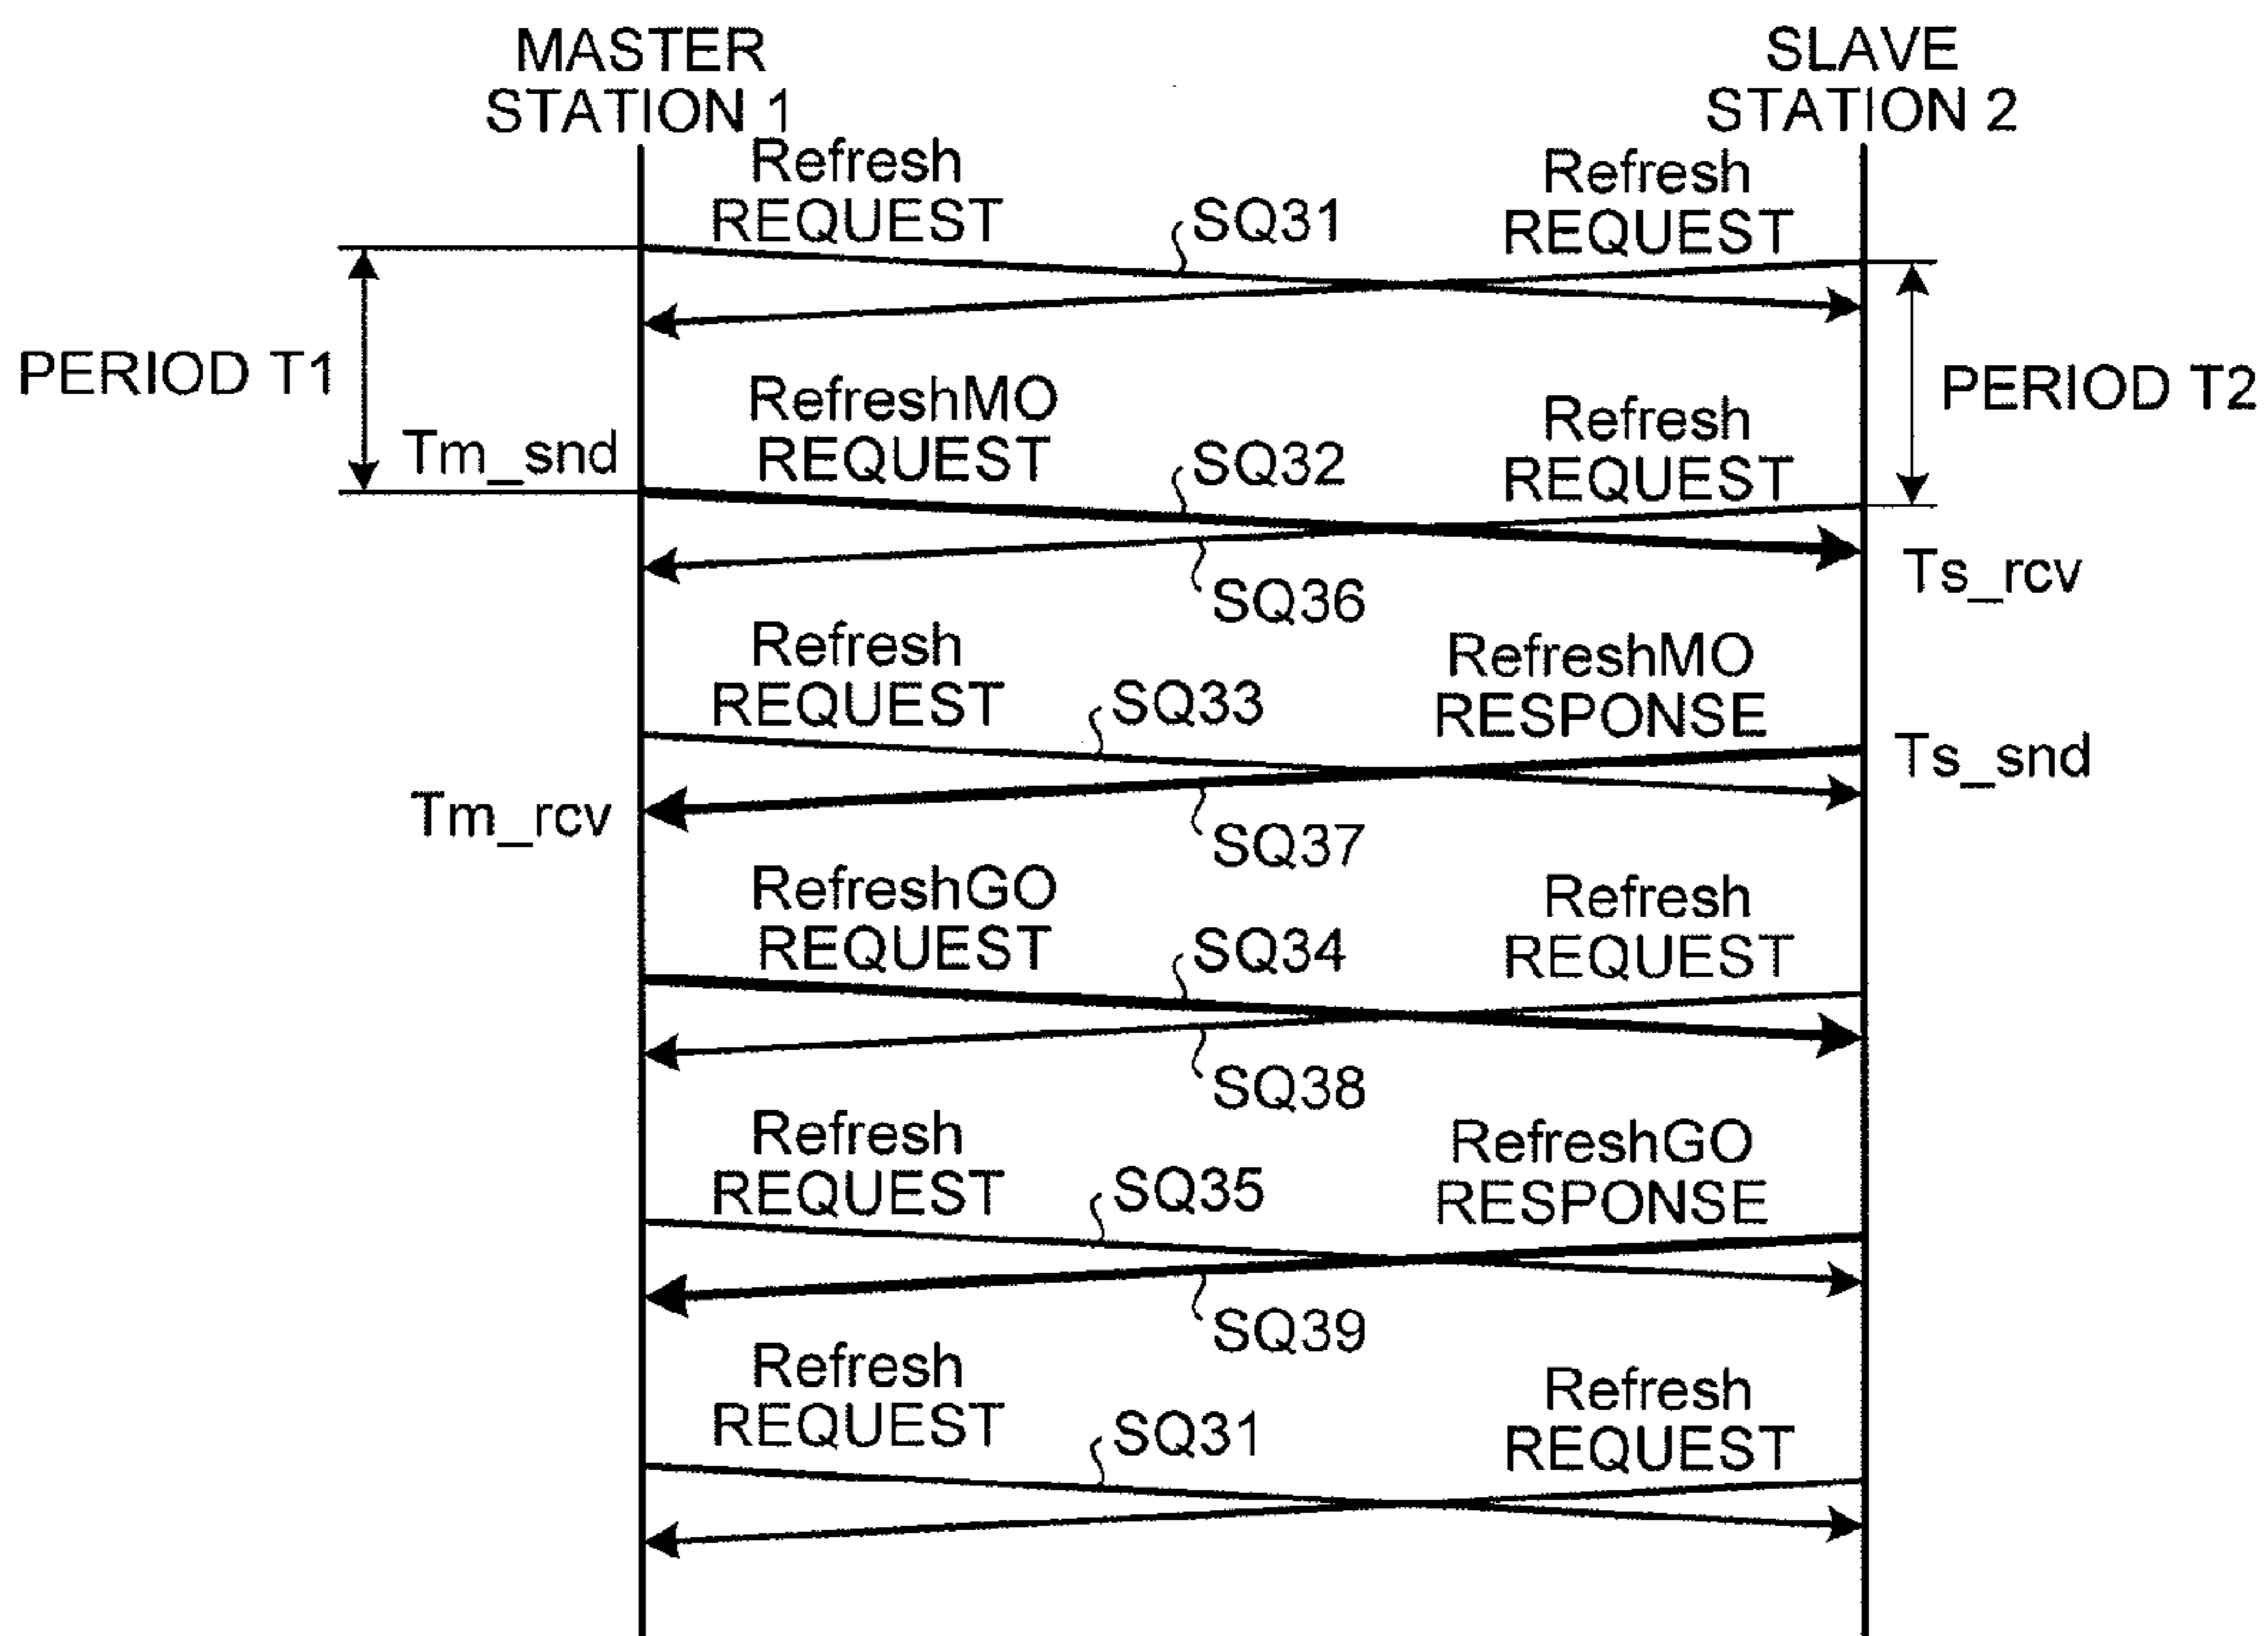 MASTER
STATION 1
SLAVE
STATION 2
Refresh
REQUEST
SQ31
Refresh
REQUEST
PERIOD T1
PERIOD T2
RefreshMO
REQUEST
Tm_snd
SQ32
Refresh
REQUEST
SQ36
Ts_rcv
Refresh
REQUEST
SQ33
RefreshMO
RESPONSE
Ts_snd
Tm_rcv
SQ37
RefreshGO
REQUEST
SQ34
Refresh
REQUEST
SQ38
Refresh
REQUEST
SQ35
RefreshGO
RESPONSE
SQ39
Refresh
REQUEST
SQ31
Refresh
REQUEST